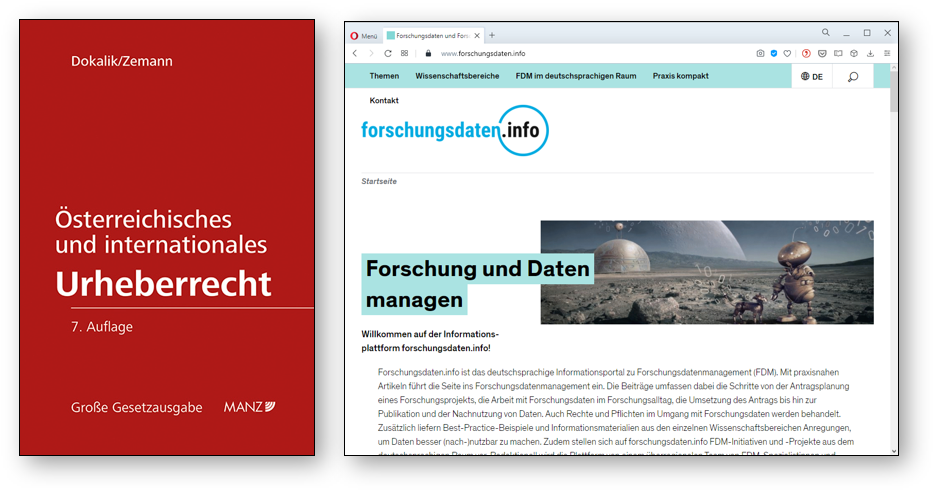 Dokalik/Zemann
Österreichisches
und internationales
Urheberrecht
7. Auflage
Große Gesetzausgabe MANZ
Menü
Forschungsdaten und Fors
www.forschungsdaten.info
Themen Wissenschaftsbereiche FDM im deutschsprachigen Raum Praxis kompakt DE
Kontakt
forschungsdaten.info
Startseite
Forschung und Daten
managen
Willkommen auf der Informations-
plattform forschungsdaten.info!
Forschungsdaten.info ist das deutschsprachige Informationsportal zu Forschungsdatenmanagement (FDM). Mit praxisnahen
Artikeln führt die Seite ins Forschungsdatenmanagement ein. Die Beiträge umfassen dabei die Schritte von der Antragsplanung
eines Forschungsprojekts, die Arbeit mit Forschungsdaten im Forschungsalltag, die Umsetzung des Antrags bis hin zur
Publikation und der Nachnutzung von Daten. Auch Rechte und Pflichten im Umgang mit Forschungsdaten werden behandelt.
Zusätzlich liefern Best-Practice-Beispiele und Informationsmaterialien aus den einzelnen Wissenschaftsbereichen Anregungen,
um Daten besser (nach-)nutzbar zu machen. Zudem stellen sich auf forschungsdaten.info FDM-Initiativen und -Projekte aus dem